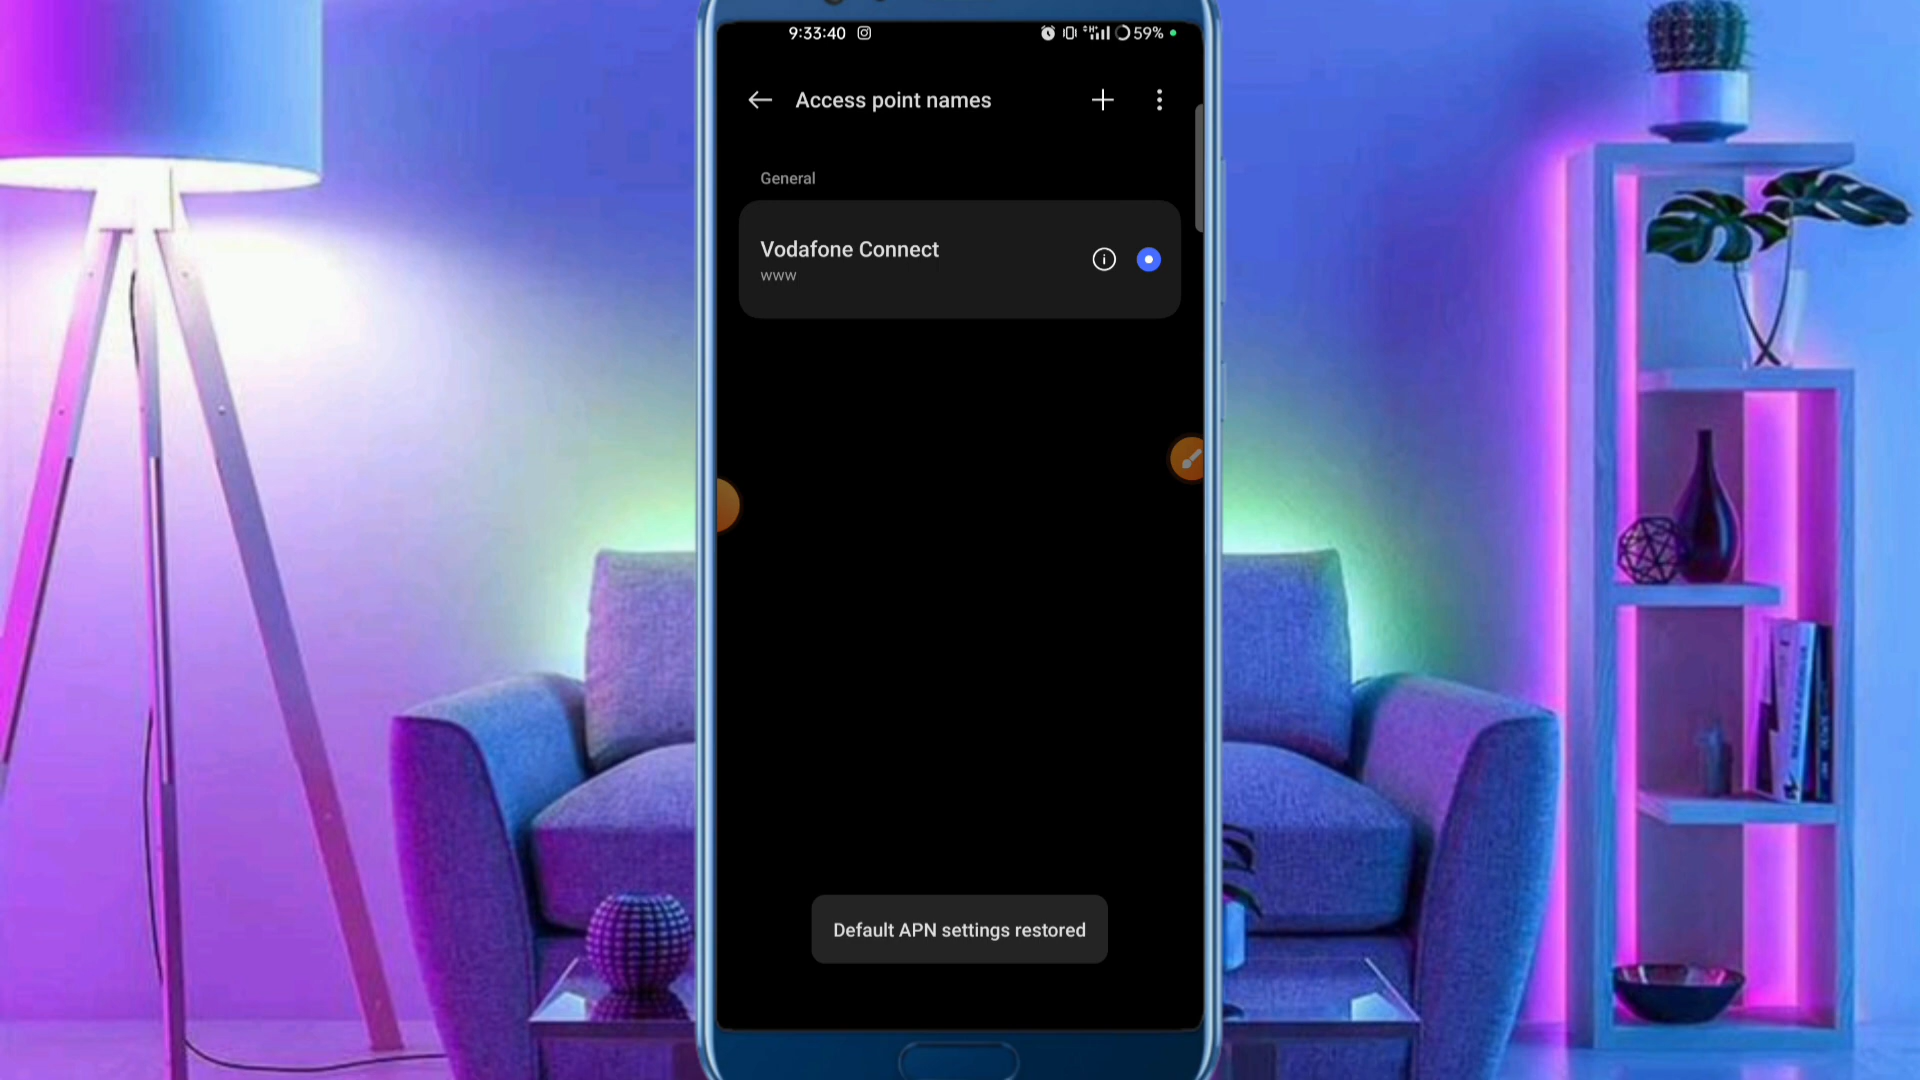 9:33:40 59%
Access point names
General
Vodafone Connect
www
Default APN settings restored